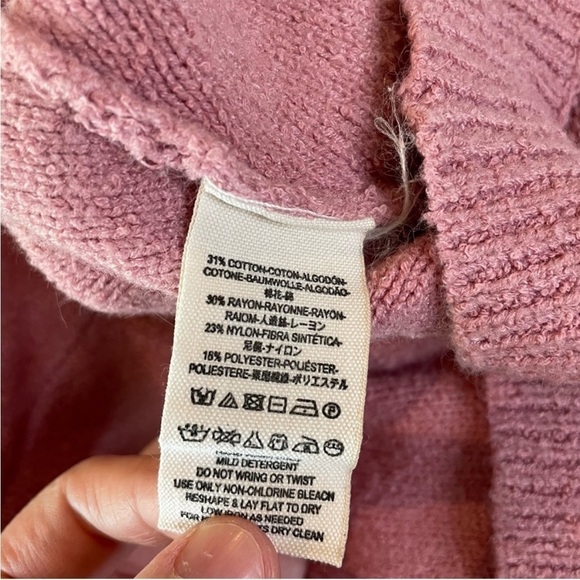 31% COTTON-COTON-ALGODÓN-
COTONE-BAUMWOLLE-ALGODÃO-
棉花-綿
30% RAYON-RAYONNE-RAYON-
RAIOM-人造絲-レーヨン
23% NYLON-FIBRA SINTÉTICA-
尼龍-ナイロン
16% POLYESTER-POLIÉSTER-
POLIESTERE-聚酯纖維-ポリエステル
MILD DETERGENT
DO NOT WRING OR TWIST
USE ONLY NON-CHLORINE BLEACH
RESHAPE & LAY FLAT TO DRY
LOW IRON AS NEEDED
FOR DRY CLEAN